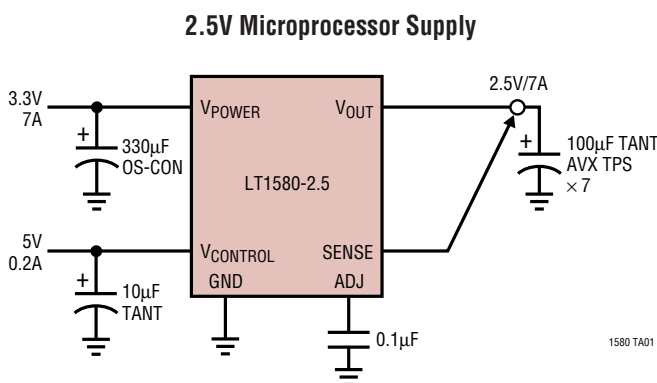 2.5V Microprocessor Supply
3.3V
7A
+
330µF
OS-CON
VPOWER
VOUT
LT1580-2.5
2.5V/7A
+
100µF TANT
AVX TPS
× 7
5V
0.2A
+
10µF
TANT
VCONTROL
SENSE
GND
ADJ
0.1µF
1580 TA01